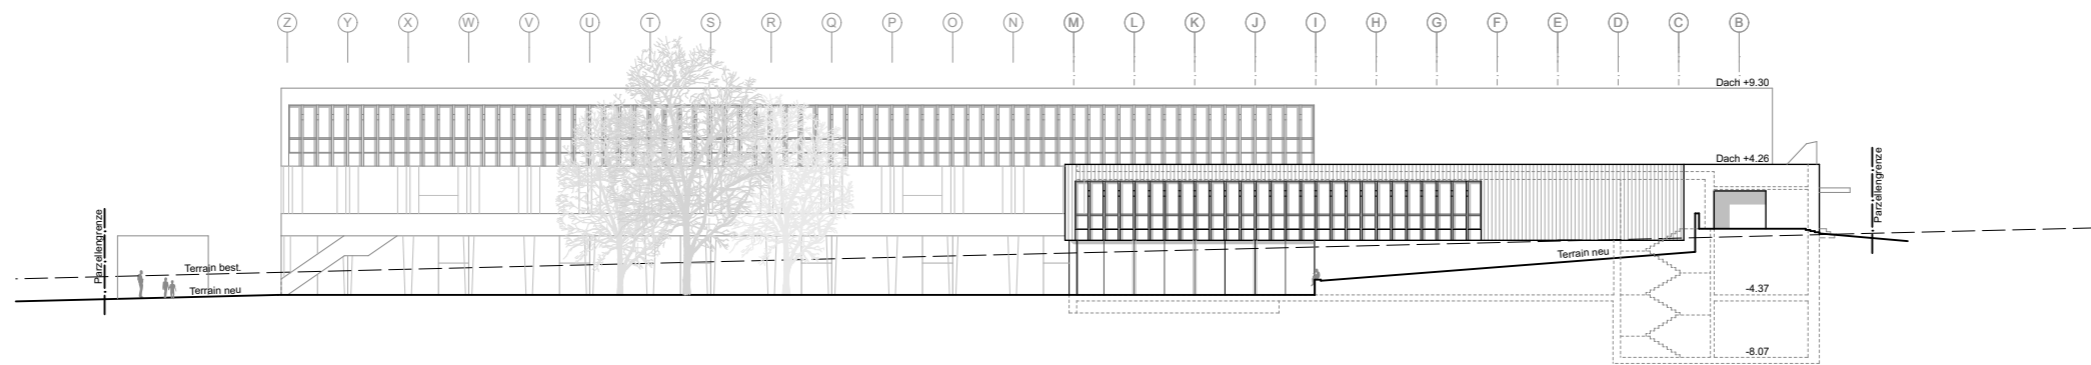 Z Y X W V U T S R Q P O N M L K J I H G F E D C B
Dach +9.30
Dach +4.26
Parzellengrenze
Parzellengrenze
Terrain best.
Terrain neu
Terrain neu
-4.37
-8.07